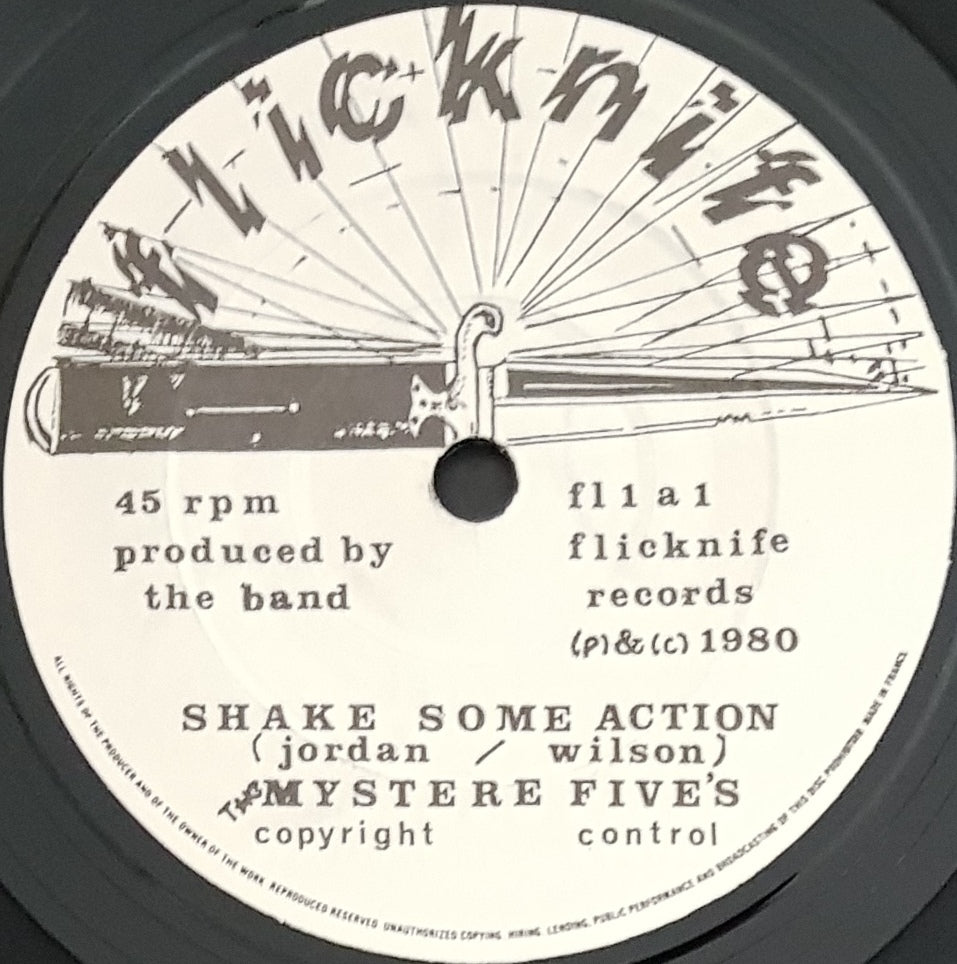 flicknife
45 rpm
produced by
the band
fl 1 a 1
flicknife
records
(p) & (c) 1980
SHAKE SOME ACTION
(jordan / wilson)
THE MYSTERE FIVE'S
copyright control
ALL RIGHTS OF THE PRODUCER AND OF THE OWNER OF THE WORK REPRODUCED RESERVED UNAUTHORIZED COPYING HIRING LENDING, PUBLIC PERFORMANCE AND BROADCASTING OF THIS DISC PROHIBITED MADE IN FRANCE